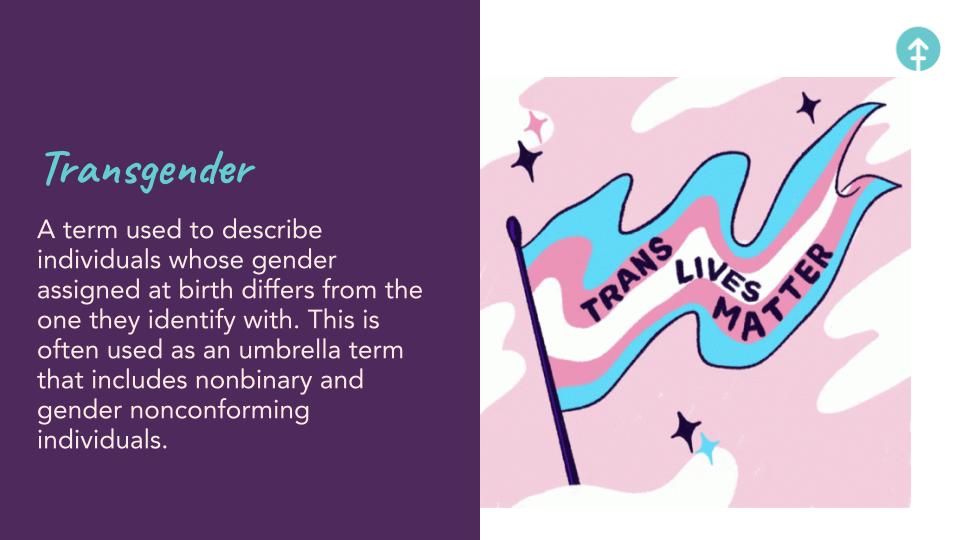 Transgender
A term used to describe
individuals whose gender
assigned at birth differs from the
one they identify with. This is
often used as an umbrella term
that includes nonbinary and
gender nonconforming
individuals.
TRANS
LIVES
MATTER